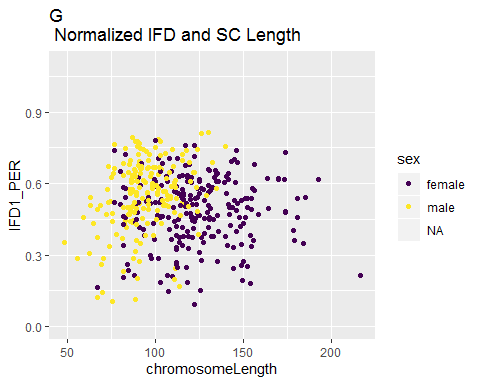 G
Normalized IFD and SC Length
IFD1_PER
0.9
0.6
0.3
0.0
50
100
150
200
chromosomeLength
sex
female
male
NA